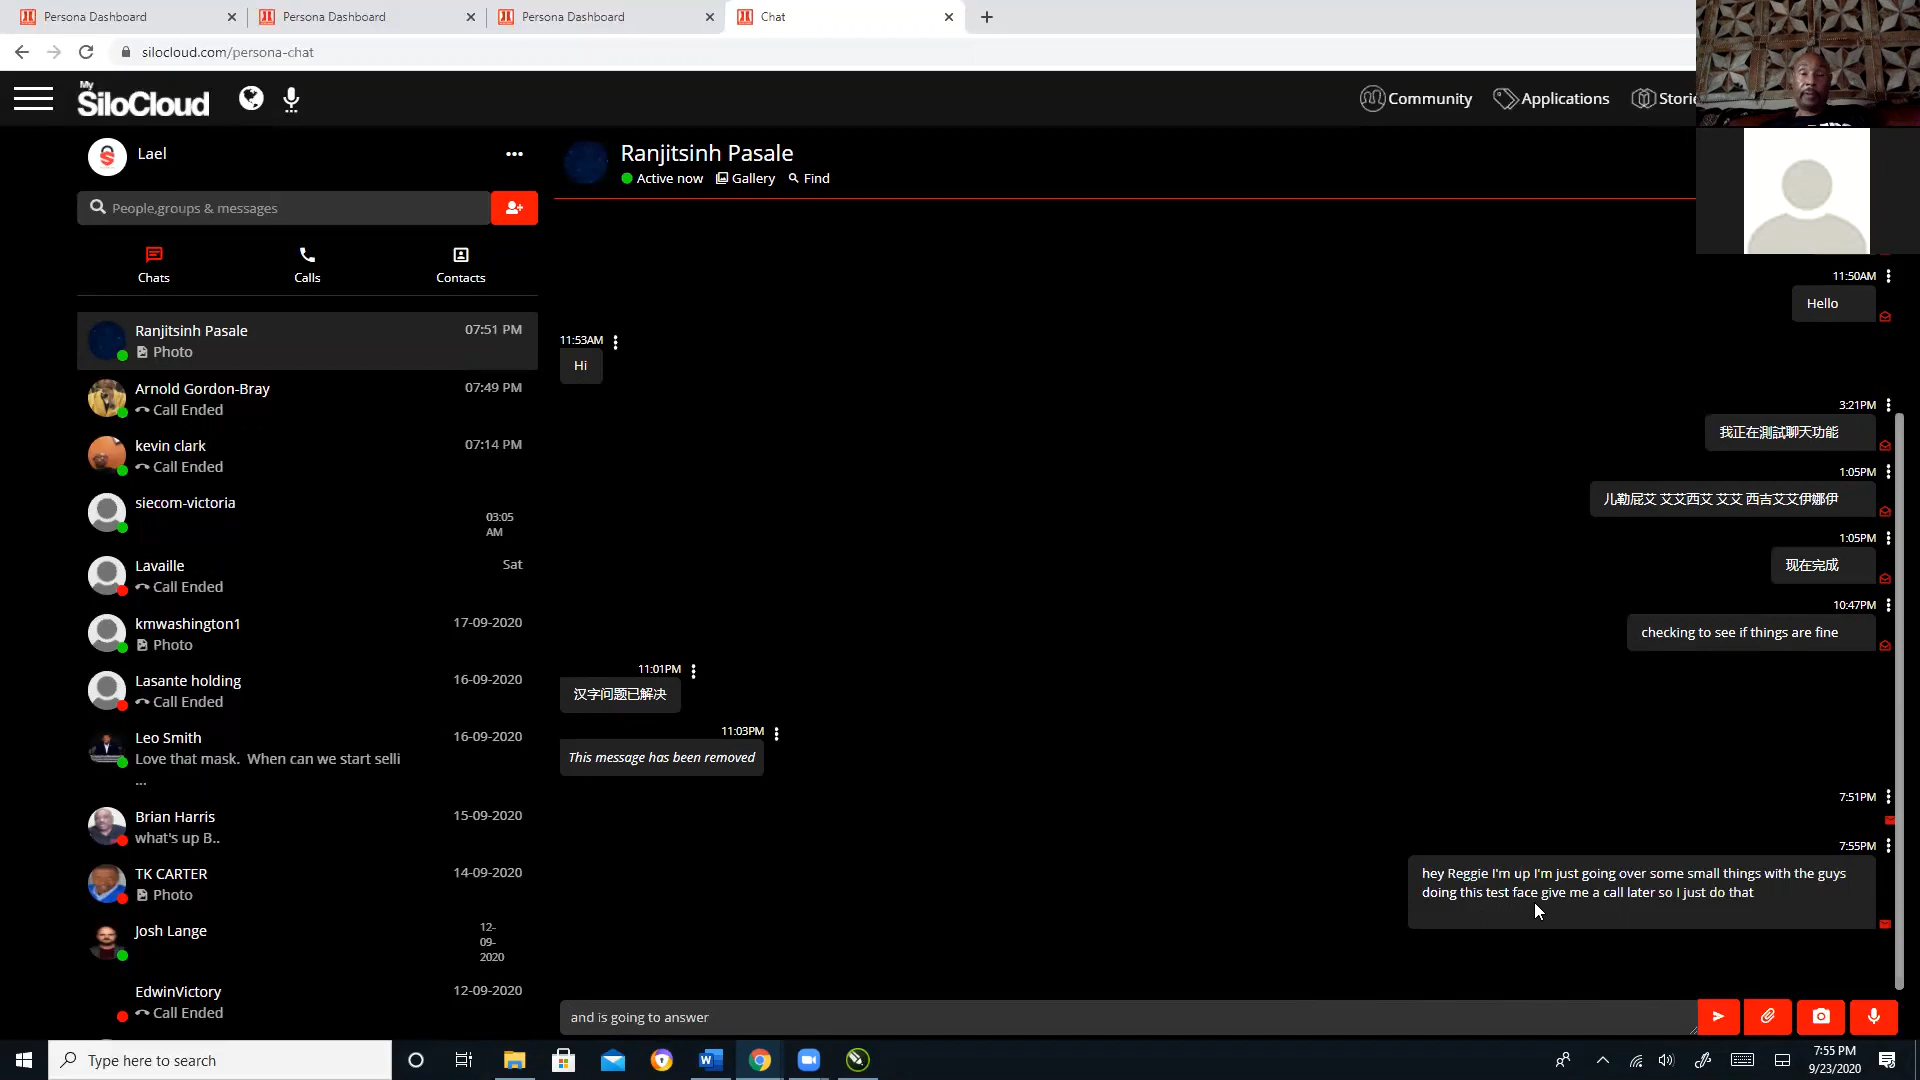 Persona Dashboard
Persona Dashboard
Persona Dashboard
Chat
silocloud.com/persona-chat
My
SiloCloud
Community
Applications
Storie
Lael
People,groups & messages
Chats
Calls
Contacts
Ranjitsinh Pasale
07:51 PM
Photo
Arnold Gordon-Bray
07:49 PM
Call Ended
kevin clark
07:14 PM
Call Ended
siecom-victoria
03:05
AM
Lavaille
Sat
Call Ended
kmwashington1
17-09-2020
Photo
Lasante holding
16-09-2020
Call Ended
Leo Smith
16-09-2020
Love that mask. When can we start selli
...
Brian Harris
15-09-2020
what's up B..
TK CARTER
14-09-2020
Photo
Josh Lange
12-
09-
2020
EdwinVictory
12-09-2020
Call Ended
Ranjitsinh Pasale
Active now
Gallery
Find
11:50AM
Hello
11:53AM
Hi
3:21PM
我正在測試聊天功能
1:05PM
儿勒屁艾 艾艾西艾 艾艾 西吉艾艾伊娜伊
1:05PM
现在完成
10:47PM
checking to see if things are fine
11:01PM
汉字问题已解决
11:03PM
This message has been removed
7:51PM
7:55PM
hey Reggie I'm up I'm just going over some small things with the guys
doing this test face give me a call later so I just do that
and is going to answer
Type here to search
7:55 PM
9/23/2020